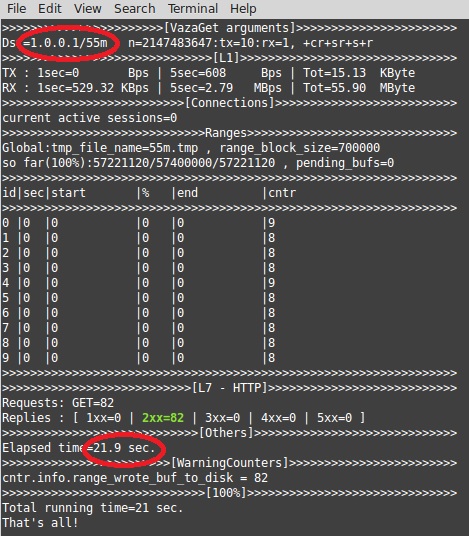 File Edit View Search Terminal Help
>>>>>>>>>>>>>>>>>>>>>>[VazaGet arguments]>>>>>>>>>>>>>>>>>>>>>>
Ds =1.0.0.1/55m n=2147483647:tx=10:rx=1, +cr+sr+s+r
>>>>>>>>>>>>>>>>>>>>>>>>>>>>[L1]>>>>>>>>>>>>>>>>>>>>>>>>>>>>>
TX : 1sec=0 Bps | 5sec=608 Bps | Tot=15.13 KByte
RX : 1sec=529.32 KBps | 5sec=2.79 MBps | Tot=55.90 MByte
>>>>>>>>>>>>>>>>>>>>>>>>>[Connections]>>>>>>>>>>>>>>>>>>>>>>>>
current active sessions=0
>>>>>>>>>>>>>>>>>>>>>>>>>>>Ranges>>>>>>>>>>>>>>>>>>>>>>>>>>>>
Global:tmp_file_name=55m.tmp , range_block_size=700000
so far(100%):57221120/57400000/57221120 , pending_bufs=0
>>>>>>>>>>>>>>>>>>>>>>>>>>>>>>>>>>>>>>>>>>>>>>>>>>>>>>>>>>>>>
id|sec|start |% |end |cntr
>>>>>>>>>>>>>>>>>>>>>>>>>>>>>>>>>>>>>>>>>>>>>>>>>>>>>>>>>>>>>
0 |0 |0 |0 |0 |9
1 |0 |0 |0 |0 |8
2 |0 |0 |0 |0 |8
3 |0 |0 |0 |0 |8
4 |0 |0 |0 |0 |9
5 |0 |0 |0 |0 |8
6 |0 |0 |0 |0 |8
7 |0 |0 |0 |0 |8
8 |0 |0 |0 |0 |8
9 |0 |0 |0 |0 |8
>>>>>>>>>>>>>>>>>>>>>>>>>>>>>>>>>>>>>>>>>>>>>>>>>>>>>>>>>>>>>
>>>>>>>>>>>>>>>>>>>>>>>>>[L7 - HTTP]>>>>>>>>>>>>>>>>>>>>>>>>>
Requests: GET=82
Replies : [ 1xx=0 | 2xx=82 | 3xx=0 | 4xx=0 | 5xx=0 ]
>>>>>>>>>>>>>>>>>>>>>>>>>>[Others]>>>>>>>>>>>>>>>>>>>>>>>>>>>
Elapsed time=21.9 sec.
>>>>>>>>>>>>>>>>>>>>>>>[WarningCounters]>>>>>>>>>>>>>>>>>>>>>>
cntr.info.range_wrote_buf_to_disk = 82
>>>>>>>>>>>>>>>>>>>>>>>>>>>[100%]>>>>>>>>>>>>>>>>>>>>>>>>>>>>
Total running time=21 sec.
That's all!